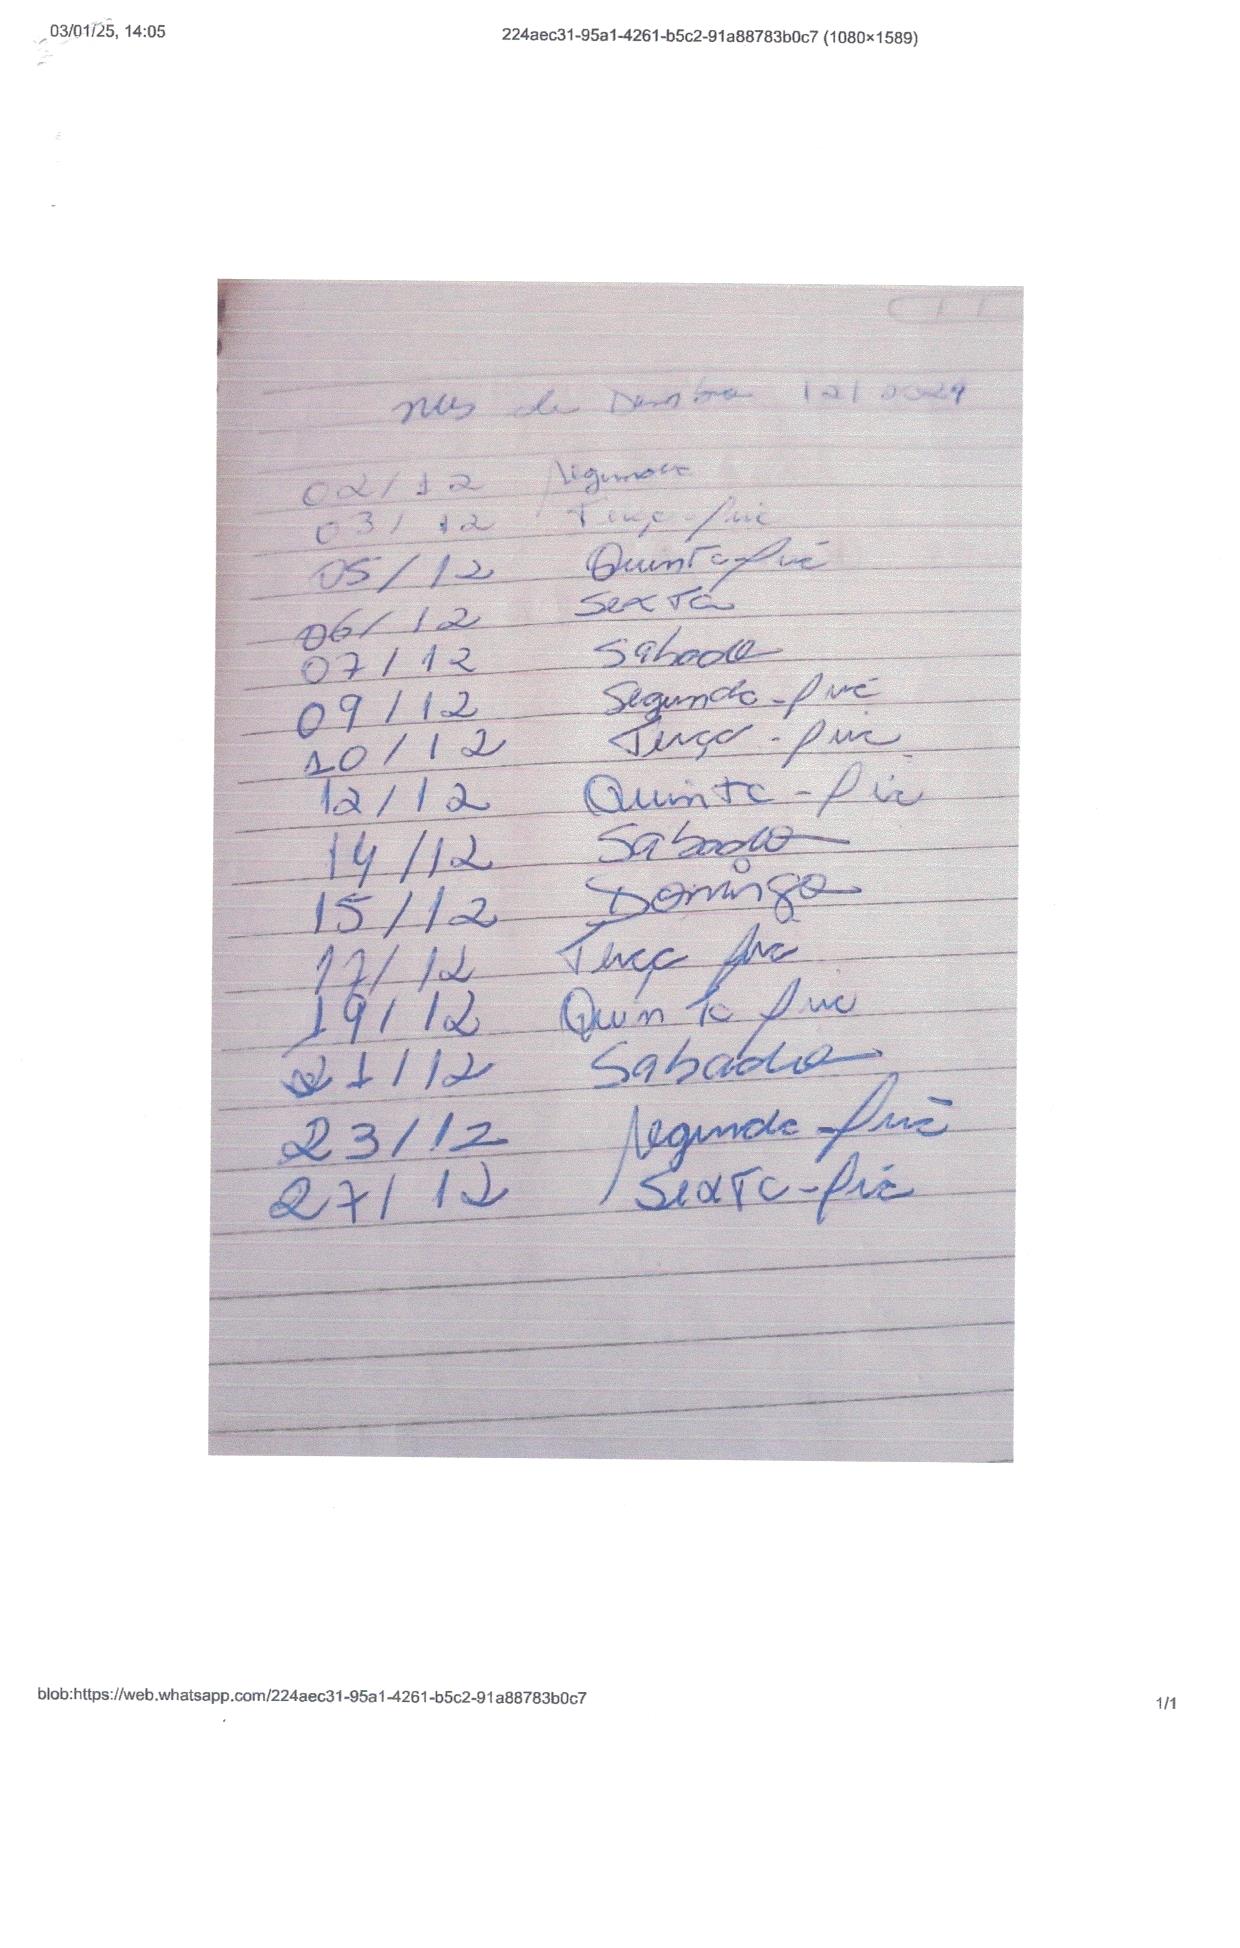 03/01/25, 14:05
224aec31-95a1-4261-b5c2-91a88783b0c7 (1080×1589)
mes de Dezembro 12/2024
02/12 Segunda
03/12 Terça-feira
05/12 Quinta-feira
06/12 Sexta
07/12 Sabado
09/12 Segunda-feira
10/12 Terça-feira
12/12 Quinta-feira
14/12 Sabado
15/12 Domingo
17/12 Terça feira
19/12 Quinta feira
21/12 Sabado
23/12 Segunda-feira
27/12 Sexta-feira
blob:https://web.whatsapp.com/224aec31-95a1-4261-b5c2-91a88783b0c7
1/1